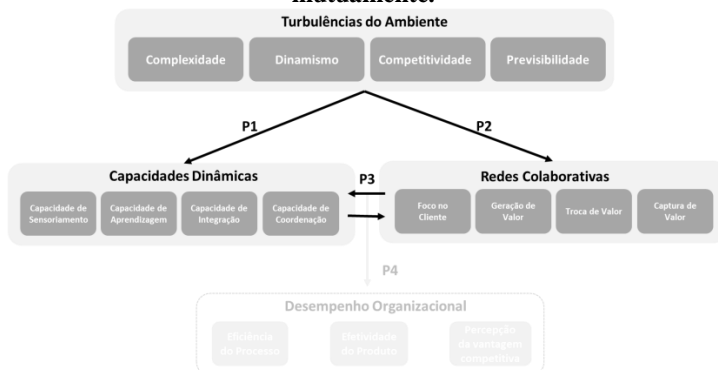 mutuamente.
Turbulências do Ambiente
Complexidade
Dinamismo
Competitividade
Previsibilidade
P1
P2
Capacidades Dinâmicas
P3
Redes Colaborativas
Capacidade de
Sensoriamento
Capacidade de
Aprendizagem
Capacidade de
Integração
Capacidade de
Coordenação
Foco no
Cliente
Geração de
Valor
Troca de Valor
Captura de
Valor
P4
Desempenho Organizacional
Eficiência
do Processo
Efetividade
do Produto
Percepção
da vantagem
competitiva